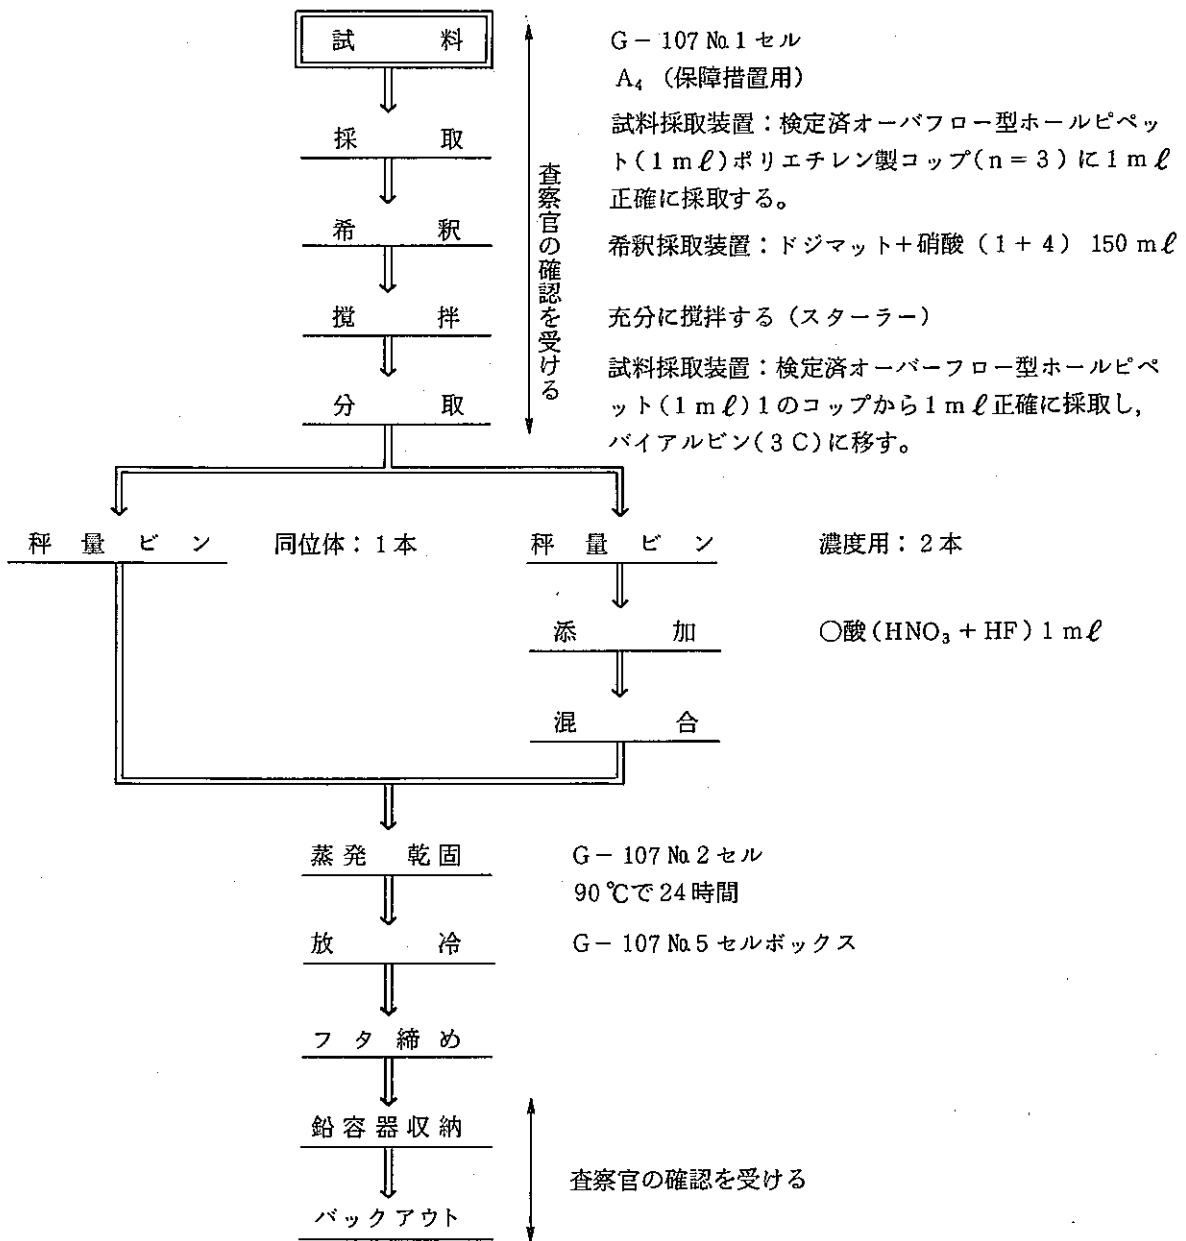 試料
G－107 №1セル
A₄（保障措置用）
採取
試料採取装置：検定済オーバフロー型ホールピペッ
ト(1mℓ)ポリエチレン製コップ(n＝3)に1mℓ
正確に採取する。
希釈
希釈採取装置：ドジマット＋硝酸（1＋4）150mℓ
撹拌
充分に撹拌する（スターラー）
分取
試料採取装置：検定済オーバーフロー型ホールピペ
ット(1mℓ)1のコップから1mℓ正確に採取し，
バイアルビン(3C)に移す。
査察官の確認を受ける
秤量ビン
同位体：1本
秤量ビン
濃度用：2本
添加
○酸(HNO₃＋HF)1mℓ
混合
蒸発乾固
G－107 №2セル
90℃で24時間
放冷
G－107 №5セルボックス
フタ締め
鉛容器収納
査察官の確認を受ける
バックアウト